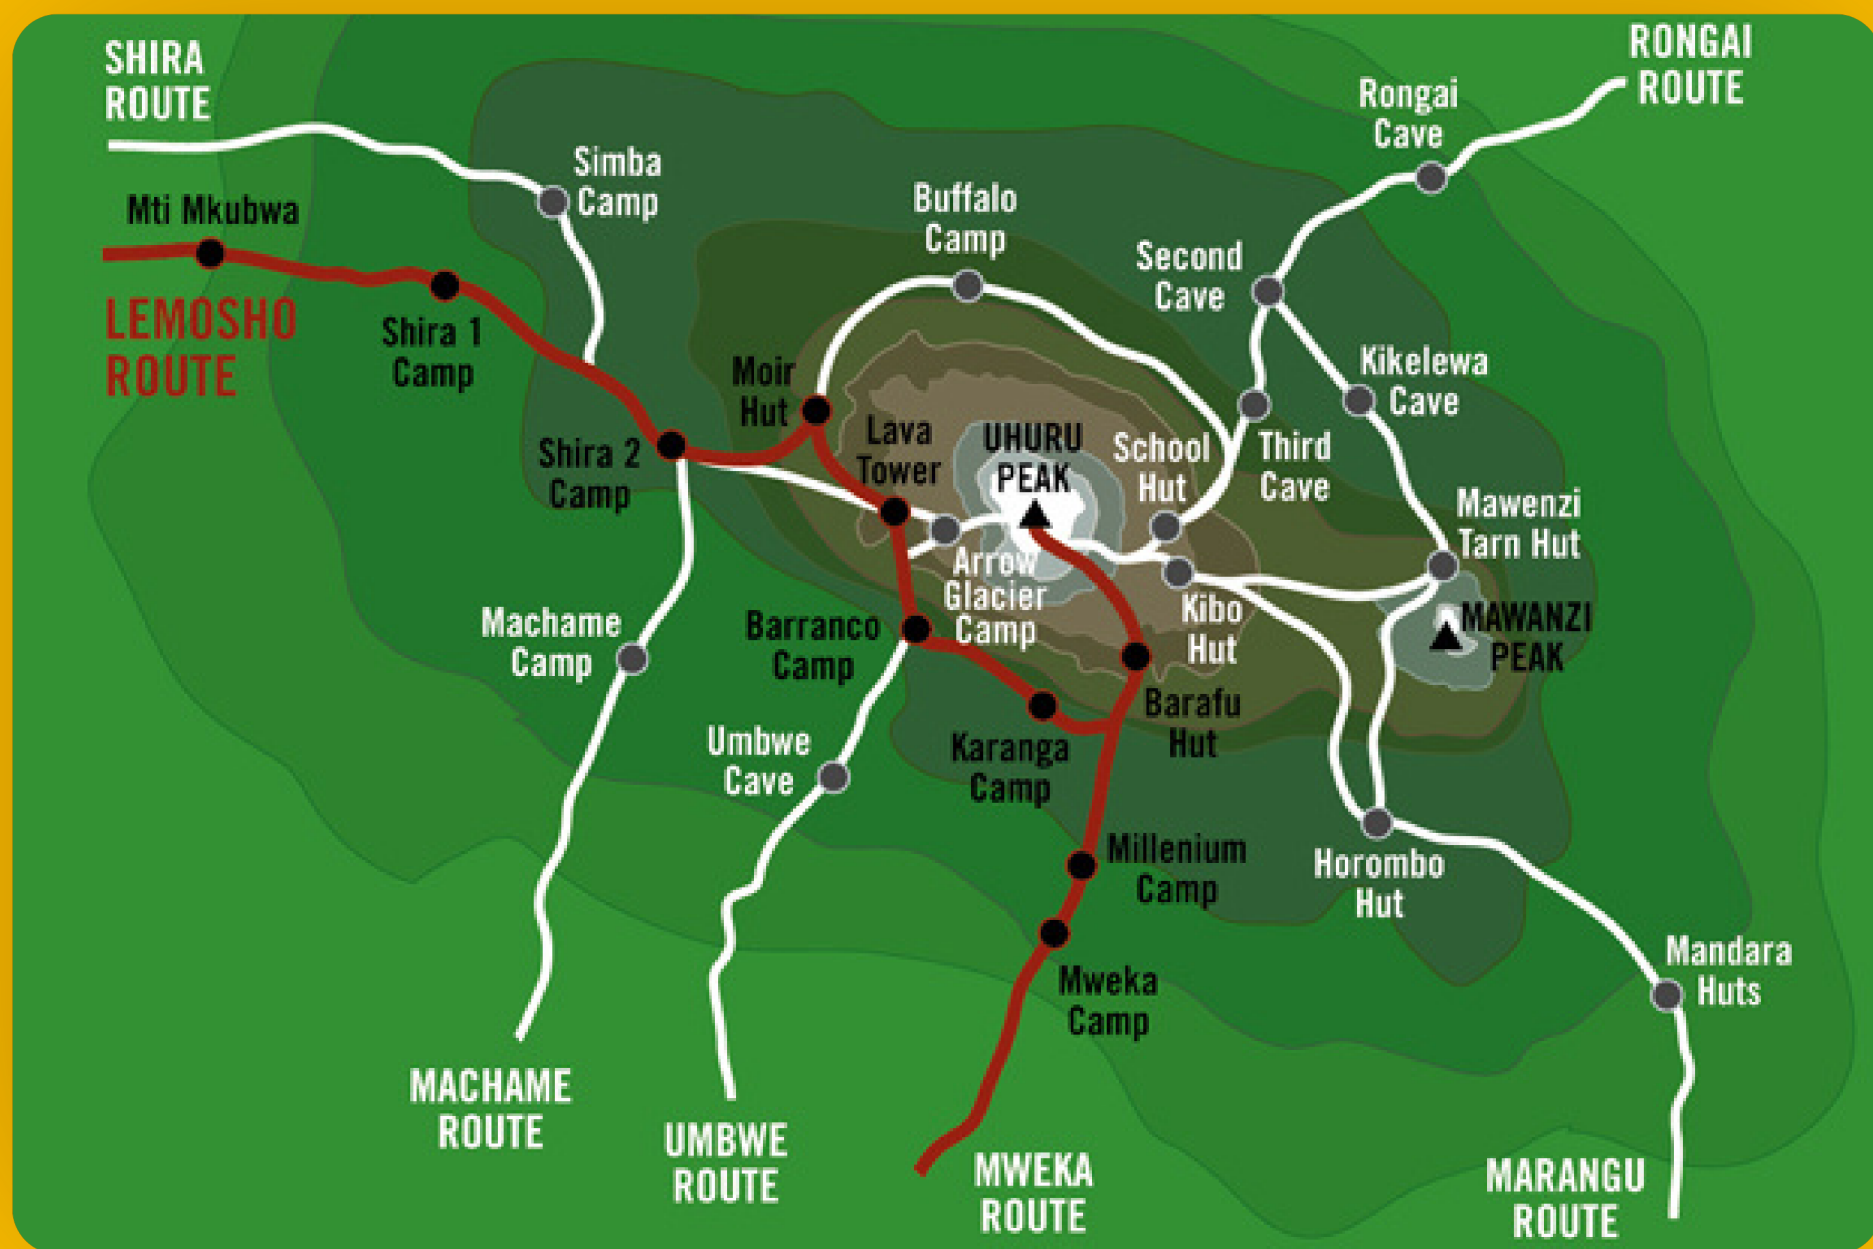 SHIRA
ROUTE
RONGAI
ROUTE
Rongai
Cave
Simba
Camp
Mti Mkubwa
Buffalo
Camp
Second
Cave
LEMOSHO
ROUTE
Shira 1
Camp
Moir
Hut
Kikelewa
Cave
Lava
Tower
UHURU
PEAK
School
Hut
Third
Cave
Shira 2
Camp
Mawenzi
Tarn Hut
Arrow
Glacier
Camp
Kibo
Hut
MAWANZI
PEAK
Machame
Camp
Barranco
Camp
Barafu
Hut
Umbwe
Cave
Karanga
Camp
Millenium
Camp
Horombo
Hut
Mandara
Huts
Mweka
Camp
MACHAME
ROUTE
UMBWE
ROUTE
MWEKA
ROUTE
MARANGU
ROUTE